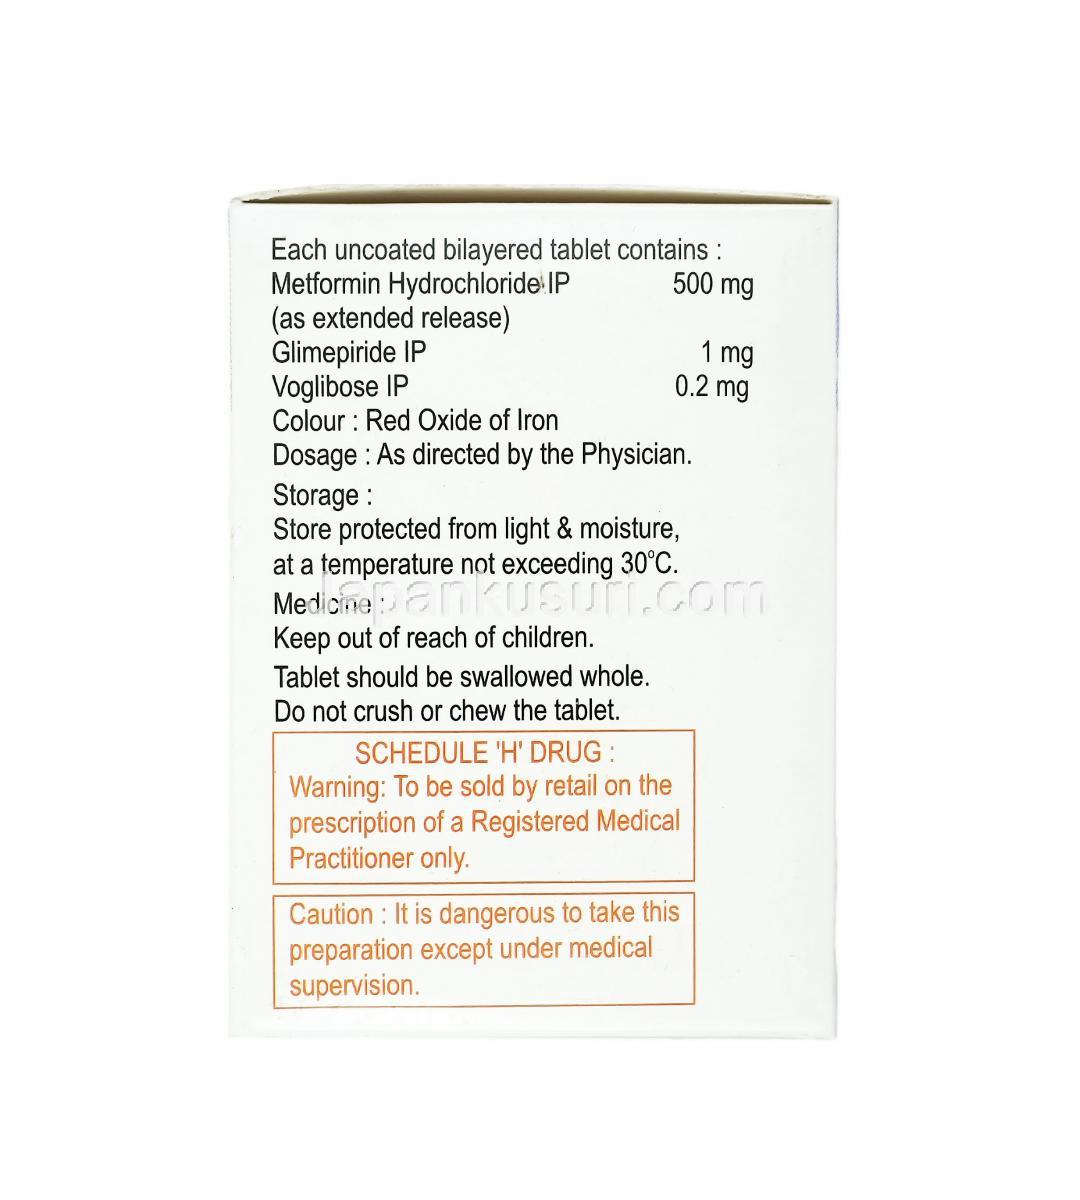 Each uncoated bilayered tablet contains :
Metformin Hydrochloride IP 500 mg
(as extended release)
Glimepiride IP 1 mg
Voglibose IP 0.2 mg
Colour : Red Oxide of Iron
Dosage : As directed by the Physician.
Storage :
Store protected from light & moisture,
at a temperature not exceeding 30°C.
Japankusuri.com
Medicine :
Keep out of reach of children.
Tablet should be swallowed whole.
Do not crush or chew the tablet.
SCHEDULE 'H' DRUG :
Warning: To be sold by retail on the
prescription of a Registered Medical
Practitioner only.
Caution : It is dangerous to take this
preparation except under medical
supervision.